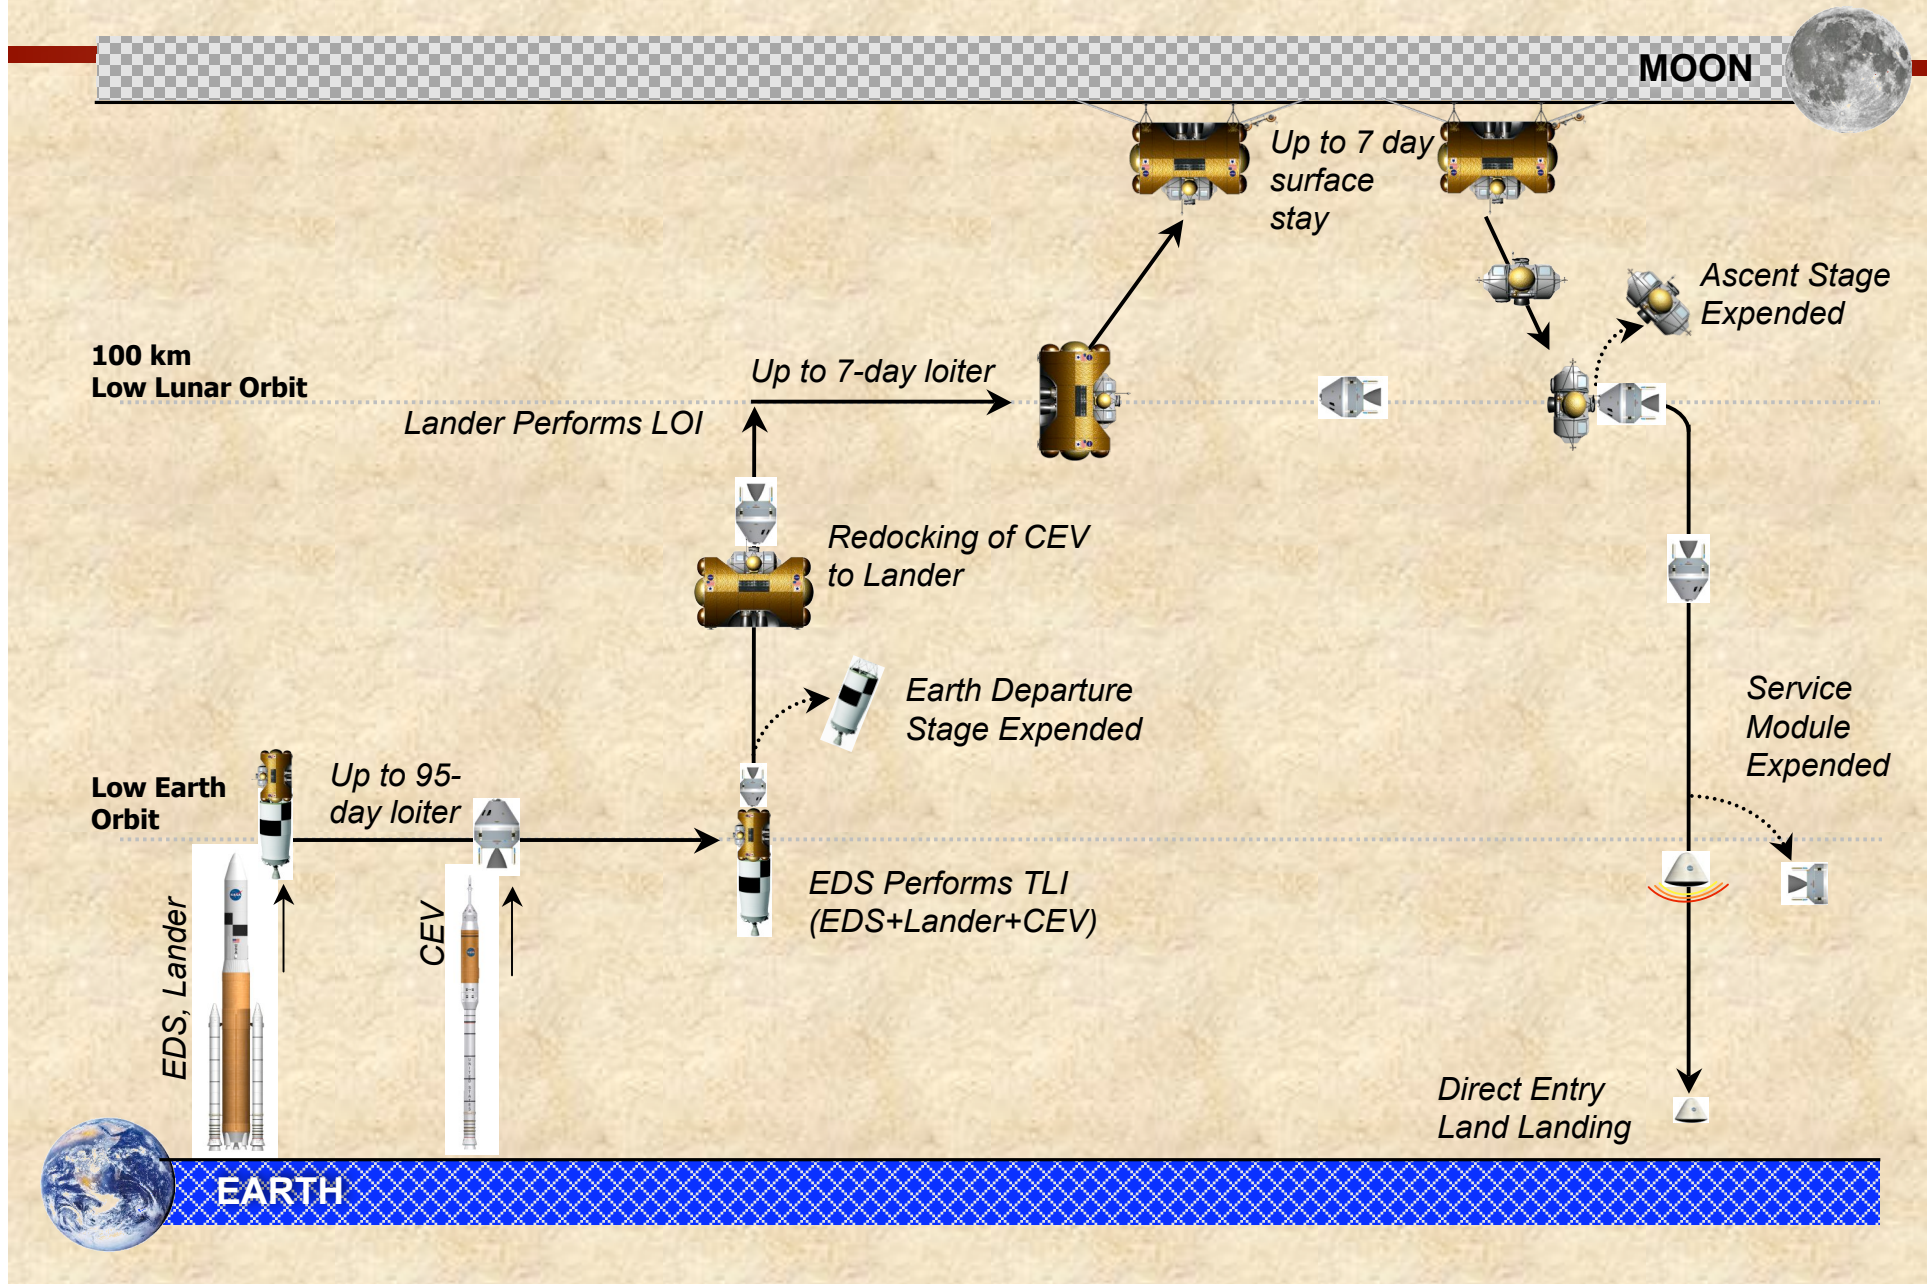 MOON
Up to 7 day
surface
stay
Ascent Stage
Expended
100 km
Low Lunar Orbit
Up to 7-day loiter
Lander Performs LOI
Redocking of CEV
to Lander
Earth Departure
Stage Expended
Service
Module
Expended
Low Earth
Orbit
Up to 95-
day loiter
EDS Performs TLI
(EDS+Lander+CEV)
EDS, Lander
CEV
Direct Entry
Land Landing
EARTH